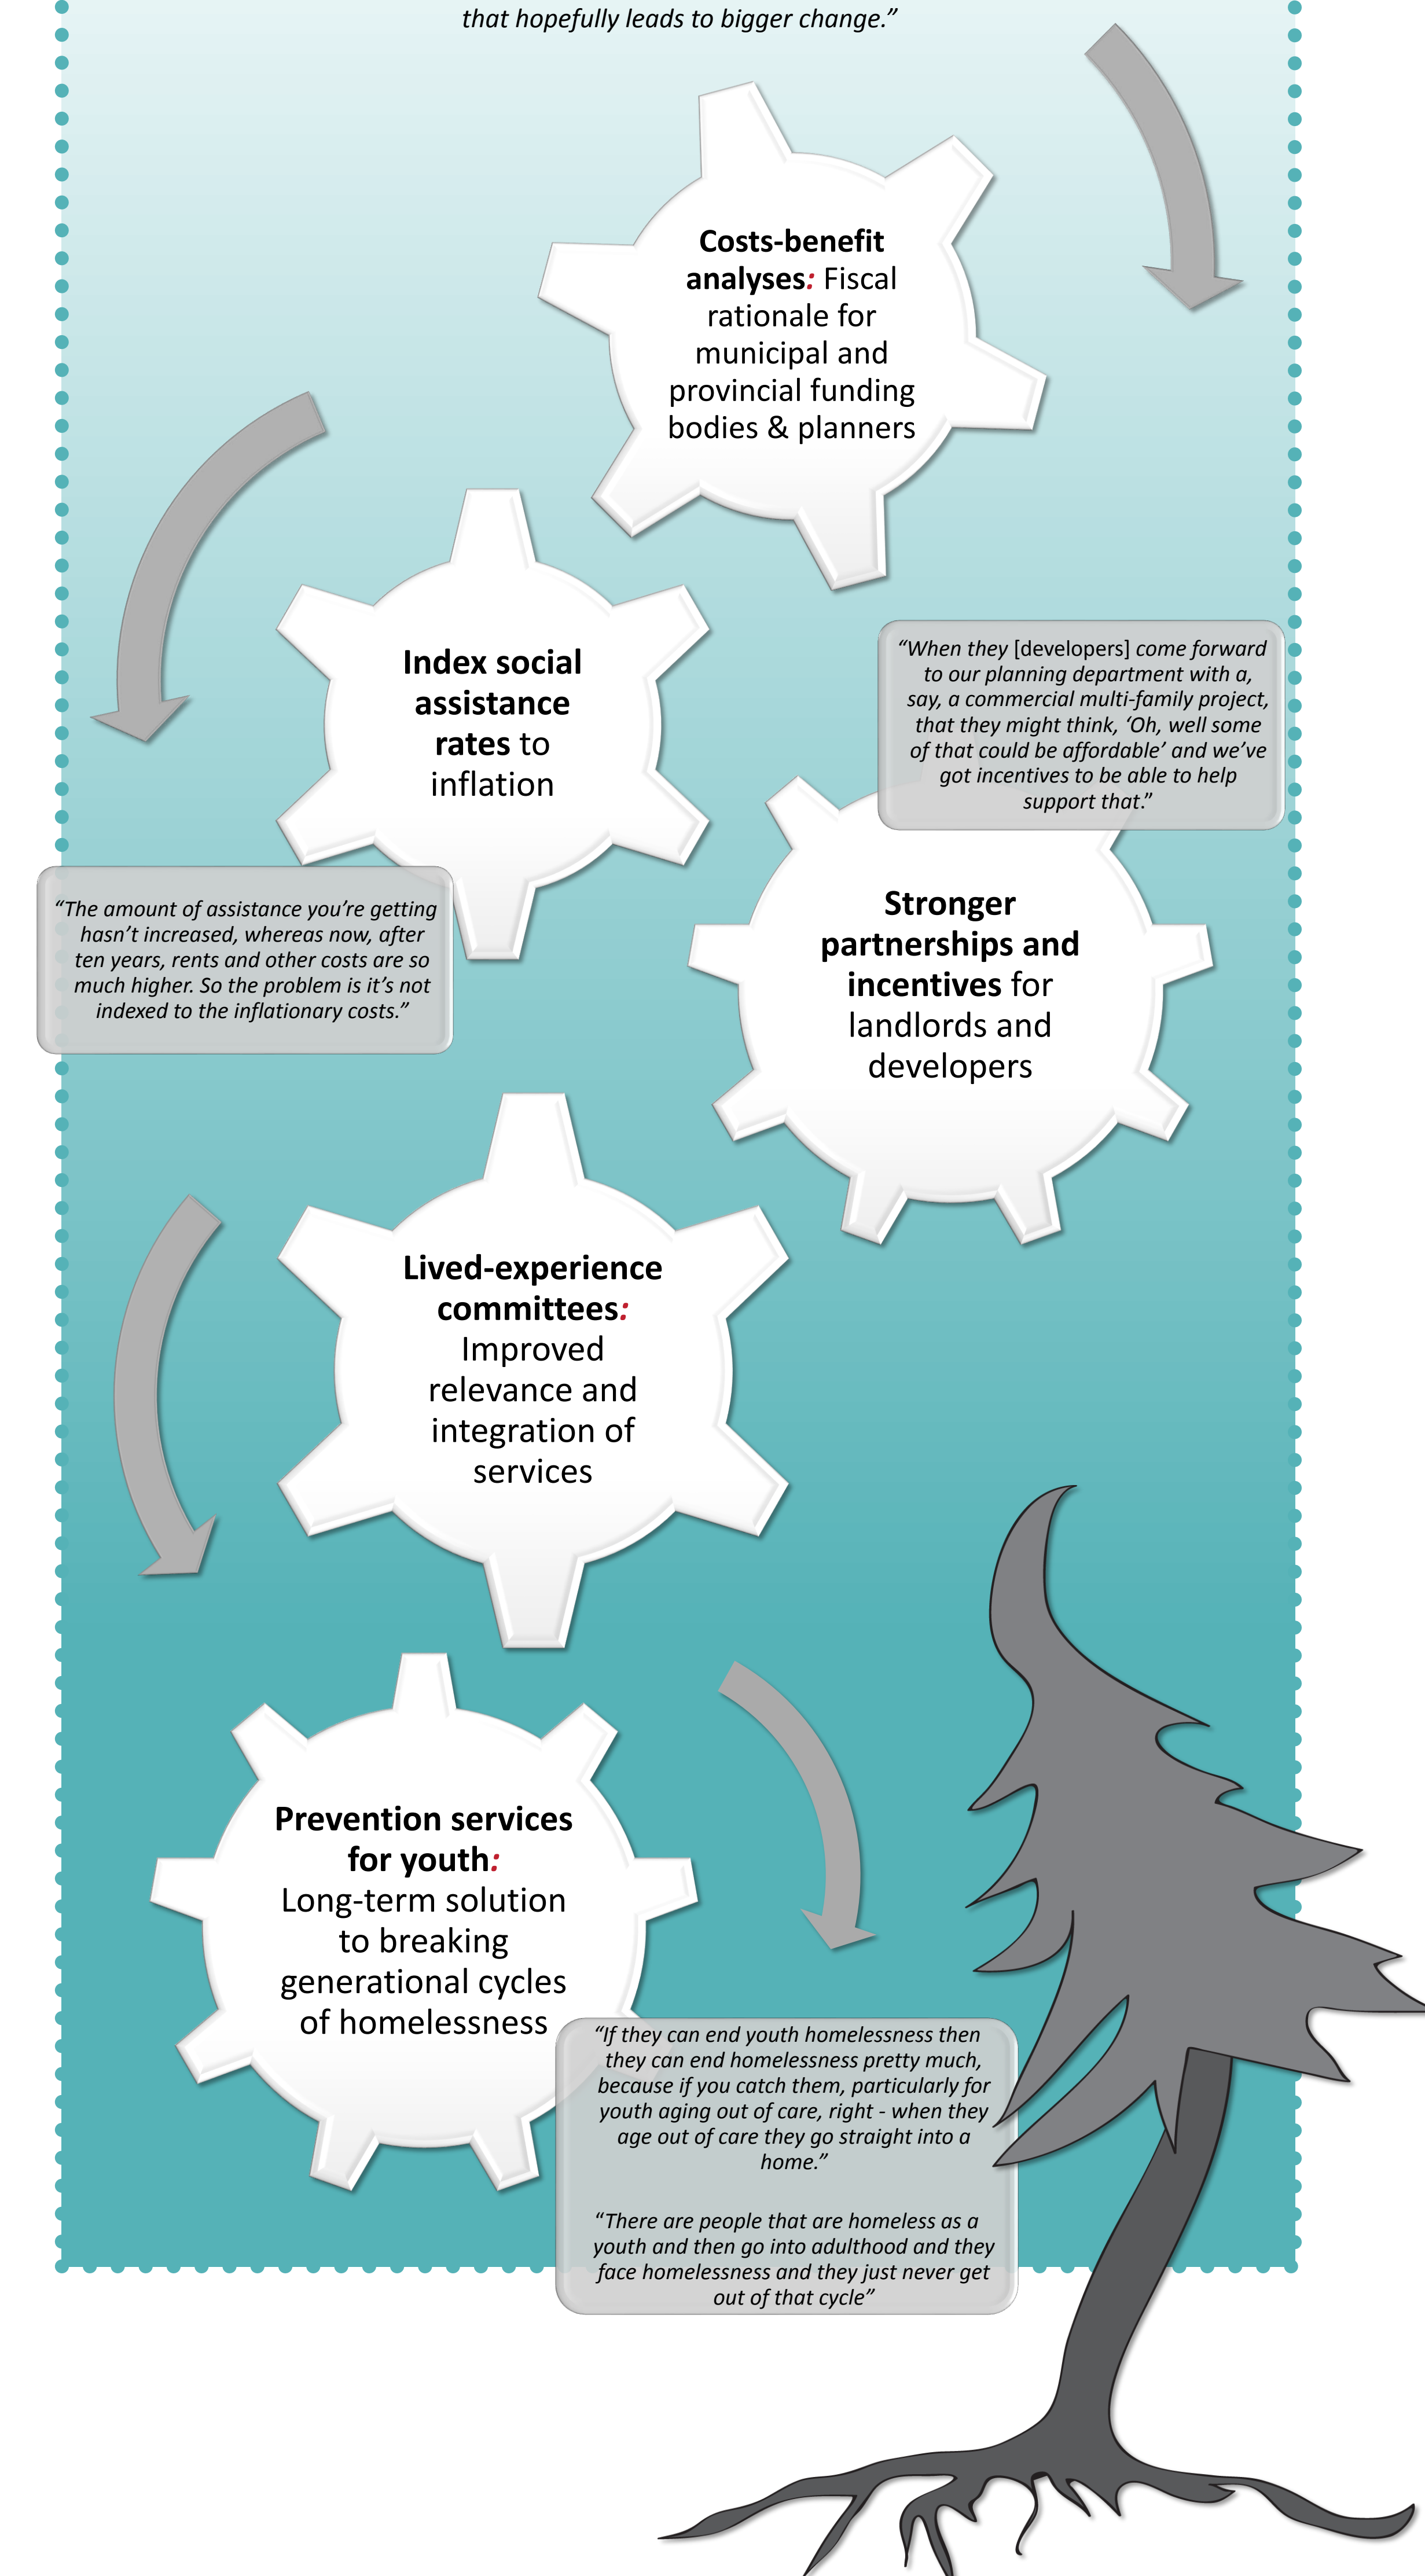 that hopefully leads to bigger change.”
Costs-benefit
analyses: Fiscal
rationale for
municipal and
provincial funding
bodies & planners
Index social
assistance
rates to
inflation
“When they [developers] come forward
to our planning department with a,
say, a commercial multi-family project,
that they might think, ‘Oh, well some
of that could be affordable’ and we’ve
got incentives to be able to help
support that.”
“The amount of assistance you’re getting
hasn’t increased, whereas now, after
ten years, rents and other costs are so
much higher. So the problem is it’s not
indexed to the inflationary costs.”
Stronger
partnerships and
incentives for
landlords and
developers
Lived-experience
committees:
Improved
relevance and
integration of
services
Prevention services
for youth:
Long-term solution
to breaking
generational cycles
of homelessness
“If they can end youth homelessness then
they can end homelessness pretty much,
because if you catch them, particularly for
youth aging out of care, right - when they
age out of care they go straight into a
home.”
“There are people that are homeless as a
youth and then go into adulthood and they
face homelessness and they just never get
out of that cycle”